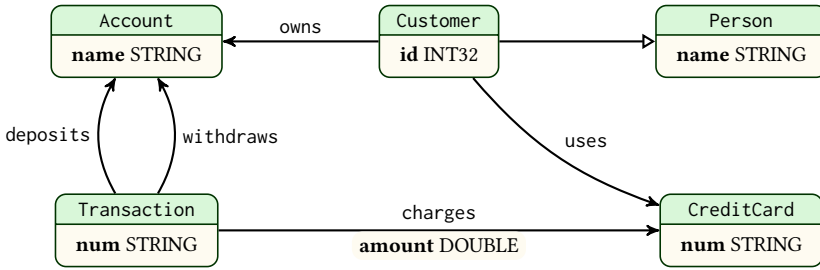 Account
name STRING
owns
Customer
id INT32
Person
name STRING
deposits
withdraws
uses
Transaction
num STRING
charges
amount DOUBLE
CreditCard
num STRING